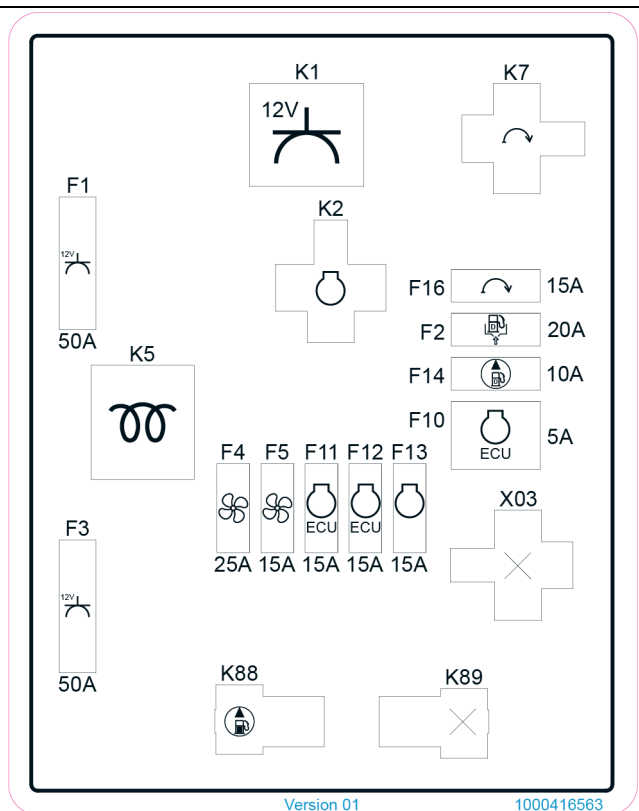 K1
K7
12V
F1
K2
12V
50A
F16 15A
F2 D 20A
K5
F14 D 10A
F10
ECU 5A
F4 F5 F11 F12 F13
ECU ECU
25A 15A 15A 15A 15A
X03
F3
12V
50A
K88
K89
Version 01
1000416563